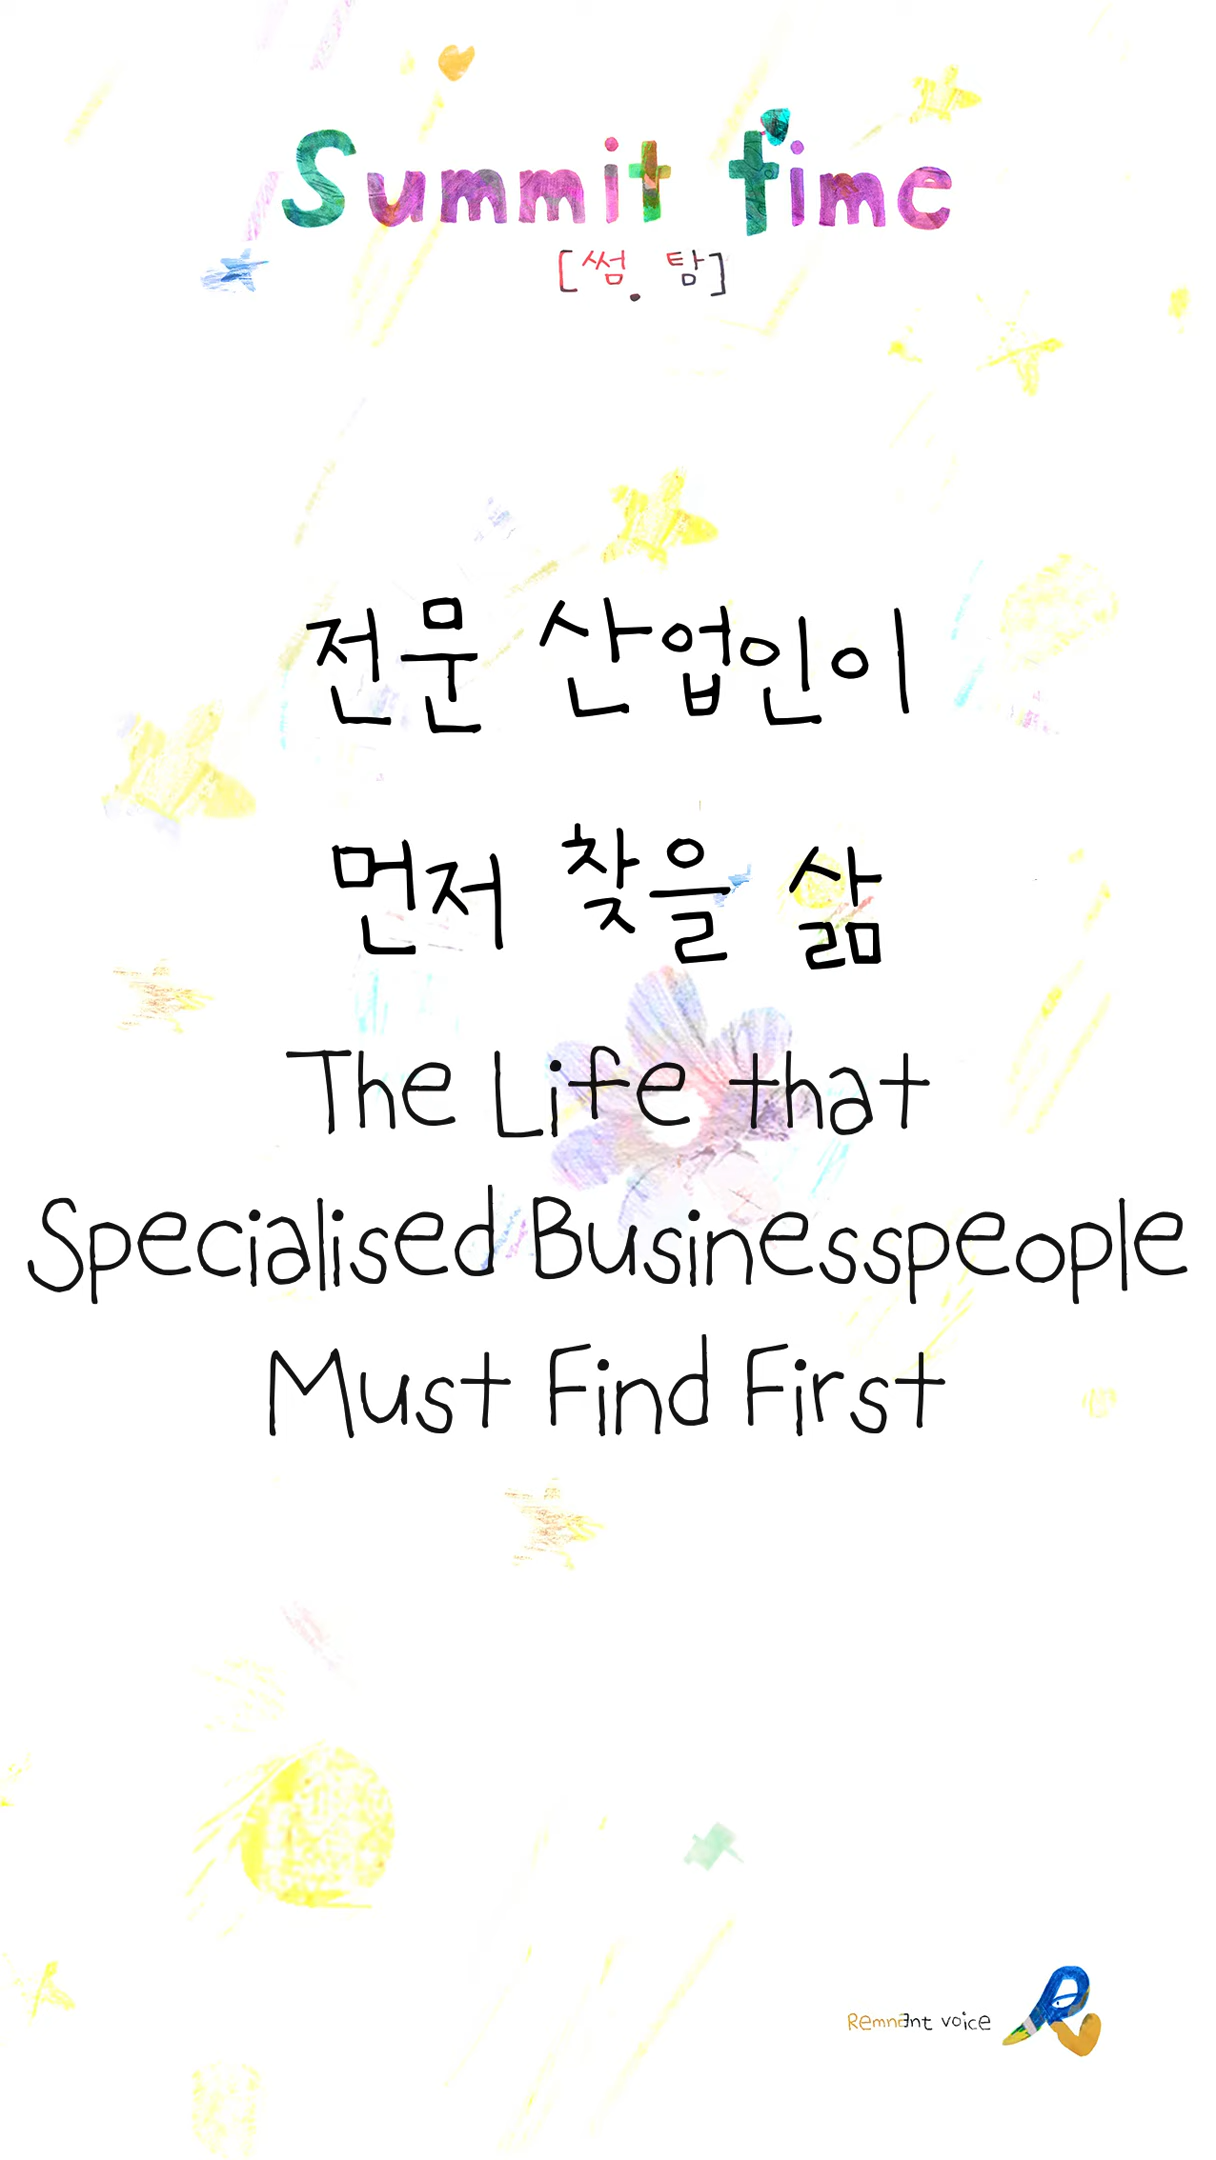 Summit time
[썸. 탐]
전문 산업인이
먼저 찾을 삶
The Life that
Specialised Businesspeople
Must Find First
Remnant voice